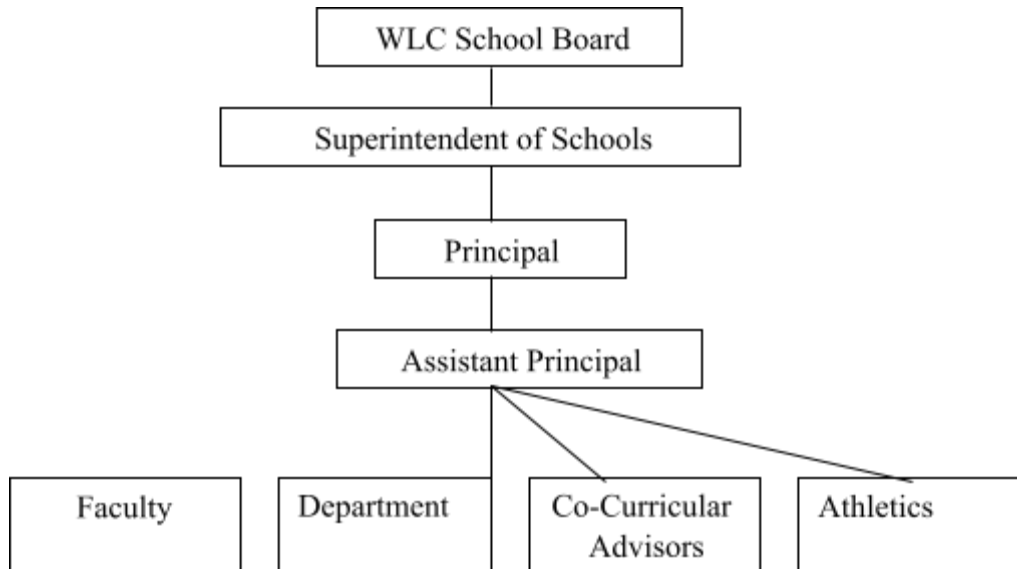 WLC School Board
Superintendent of Schools
Principal
Assistant Principal
Faculty
Department
Co-Curricular
Advisors
Athletics